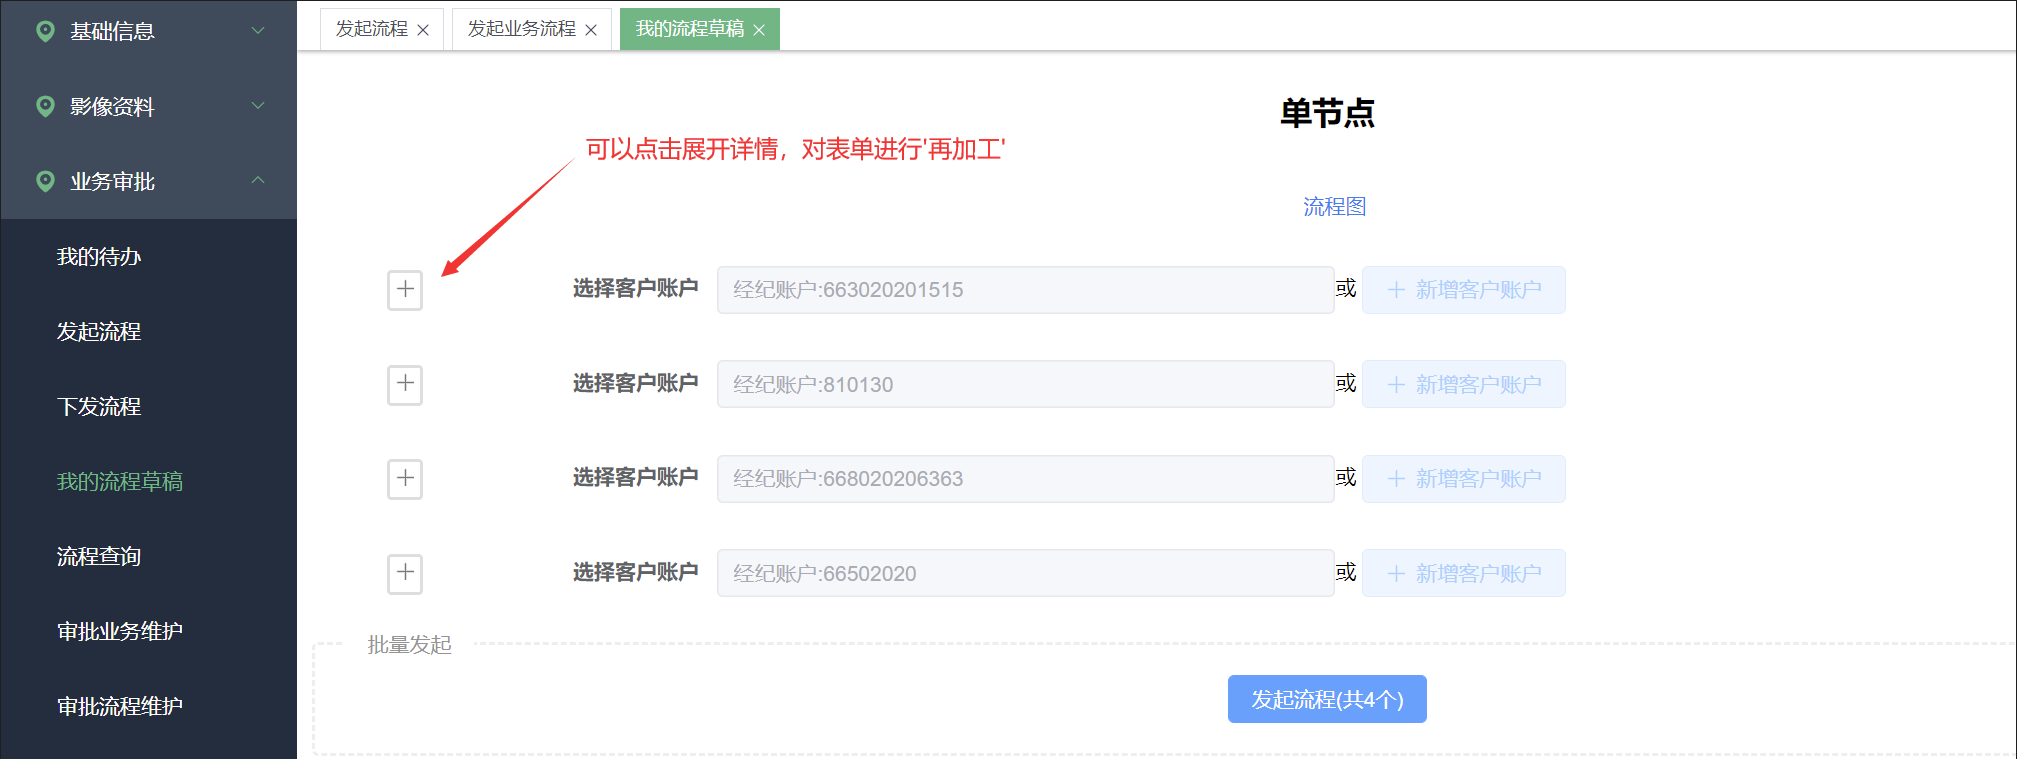 基础信息
影像资料
业务审批
我的待办
发起流程
下发流程
我的流程草稿
流程查询
审批业务维护
审批流程维护
发起流程 × 发起业务流程 × 我的流程草稿 ×
单节点
可以点击展开详情，对表单进行'再加工'
流程图
+ 选择客户账户 经纪账户:663020201515 或 + 新增客户账户
+ 选择客户账户 经纪账户:810130 或 + 新增客户账户
+ 选择客户账户 经纪账户:668020206363 或 + 新增客户账户
+ 选择客户账户 经纪账户:66502020 或 + 新增客户账户
批量发起
发起流程(共4个)